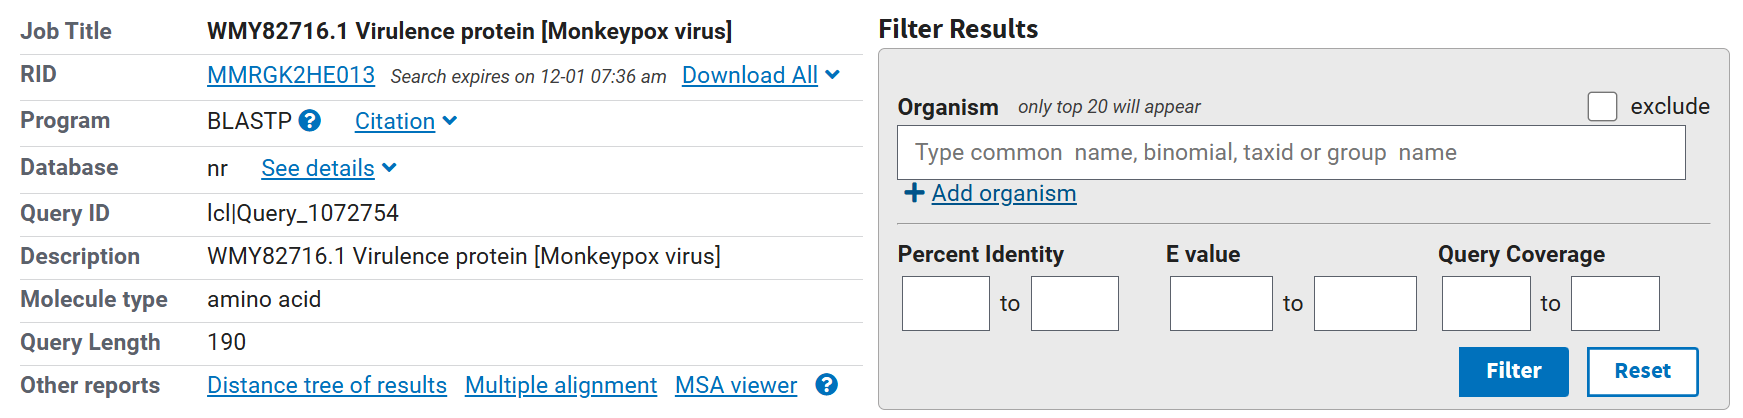 Job Title WMY82716.1 Virulence protein [Monkeypox virus]
RID MMRGK2HE013 Search expires on 12-01 07:36 am Download All
Program BLASTP ? Citation
Database nr See details
Query ID lcl|Query_1072754
Description WMY82716.1 Virulence protein [Monkeypox virus]
Molecule type amino acid
Query Length 190
Other reports Distance tree of results Multiple alignment MSA viewer ?
Filter Results
Organism only top 20 will appear exclude
Type common name, binomial, taxid or group name
+ Add organism
Percent Identity E value Query Coverage
to to to
Filter Reset